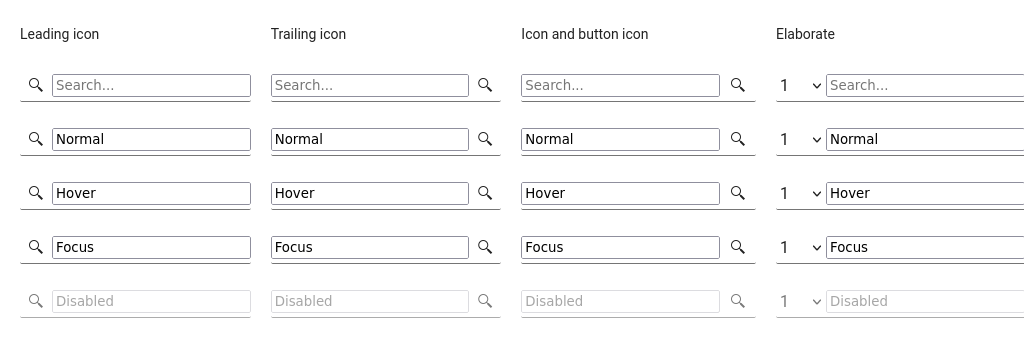 Leading icon Trailing icon Icon and button icon Elaborate
Search... Search... Search... 1 Search...
Normal Normal Normal 1 Normal
Hover Hover Hover 1 Hover
Focus Focus Focus 1 Focus
Disabled Disabled Disabled 1 Disabled